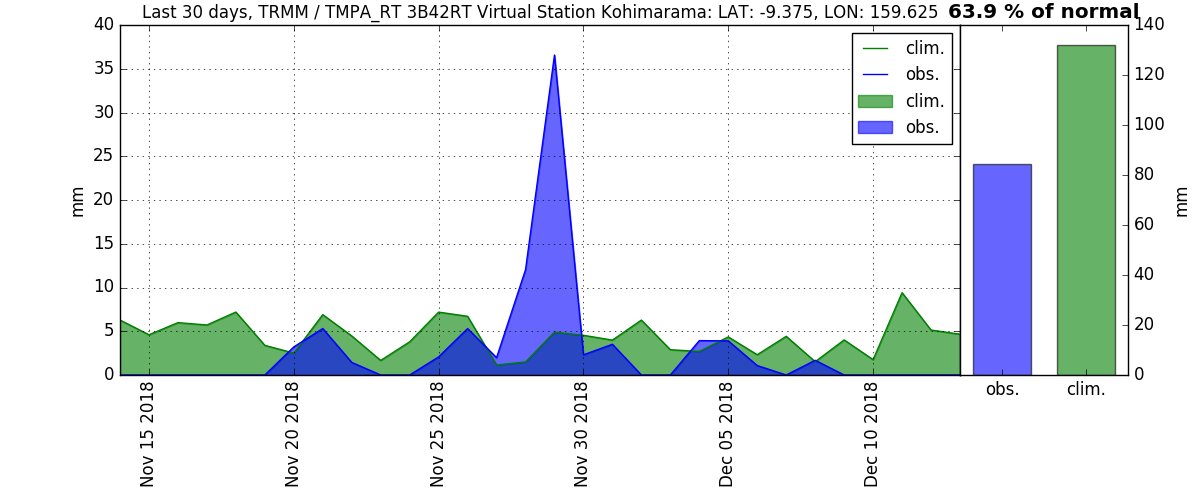 Last 30 days, TRMM / TMPA_RT 3B42RT Virtual Station Kohimarama: LAT: -9.375, LON: 159.625
63.9 % of normal
40
35
30
25
20
15
10
5
0
mm
clim.
obs.
clim.
obs.
Nov 15 2018
Nov 20 2018
Nov 25 2018
Nov 30 2018
Dec 05 2018
Dec 10 2018
140
120
100
80
60
40
20
0
mm
obs.
clim.